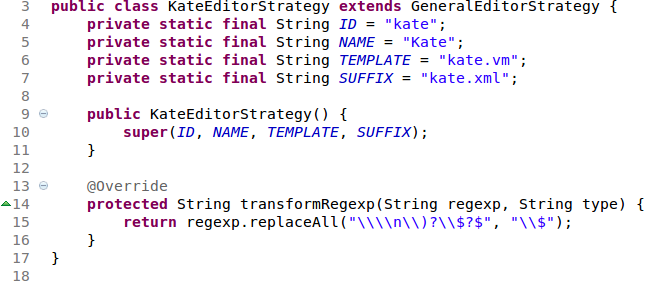 3 public class KateEditorStrategy extends GeneralEditorStrategy {
4     private static final String ID = "kate";
5     private static final String NAME = "Kate";
6     private static final String TEMPLATE = "kate.vm";
7     private static final String SUFFIX = "kate.xml";
8
9     public KateEditorStrategy() {
10         super(ID, NAME, TEMPLATE, SUFFIX);
11     }
12
13     @Override
14     protected String transformRegexp(String regexp, String type) {
15         return regexp.replaceAll("\\\\n\\)?\\$?$", "\\$");
16     }
17 }
18